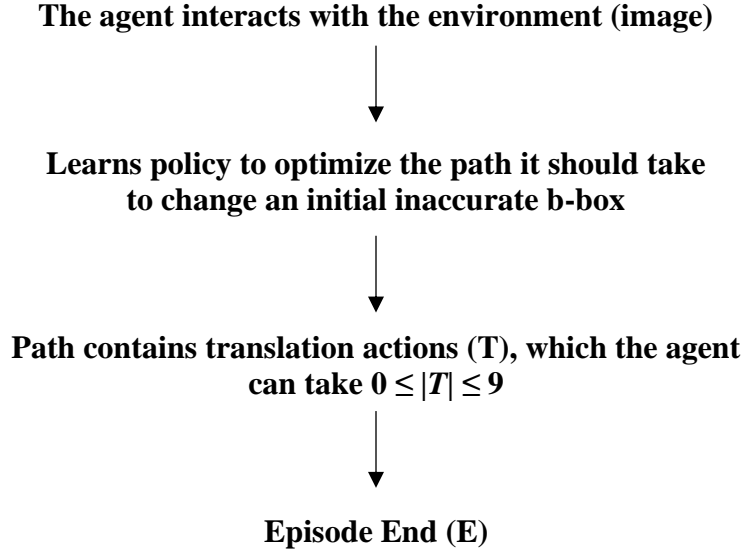 The agent interacts with the environment (image)
Learns policy to optimize the path it should take
to change an initial inaccurate b-box
Path contains translation actions (T), which the agent
can take 0 ≤ |T| ≤ 9
Episode End (E)